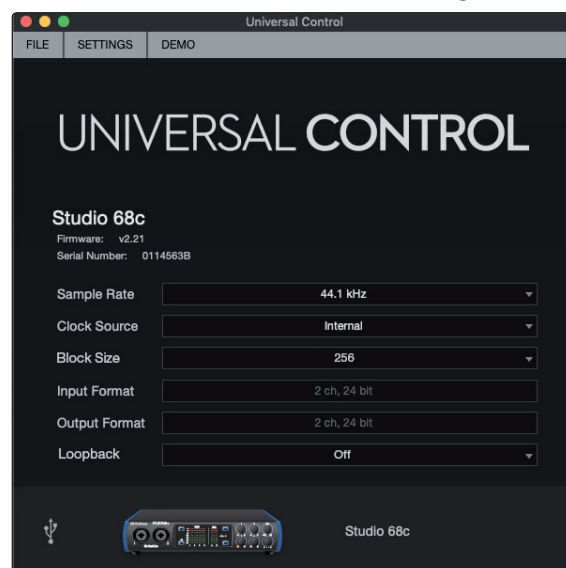 Universal Control
FILE SETTINGS DEMO
UNIVERSAL CONTROL
Studio 68c
Firmware: v2.21
Serial Number: 0114563B
Sample Rate 44.1 kHz
Clock Source Internal
Block Size 256
Input Format 2 ch, 24 bit
Output Format 2 ch, 24 bit
Loopback Off
Studio 68c